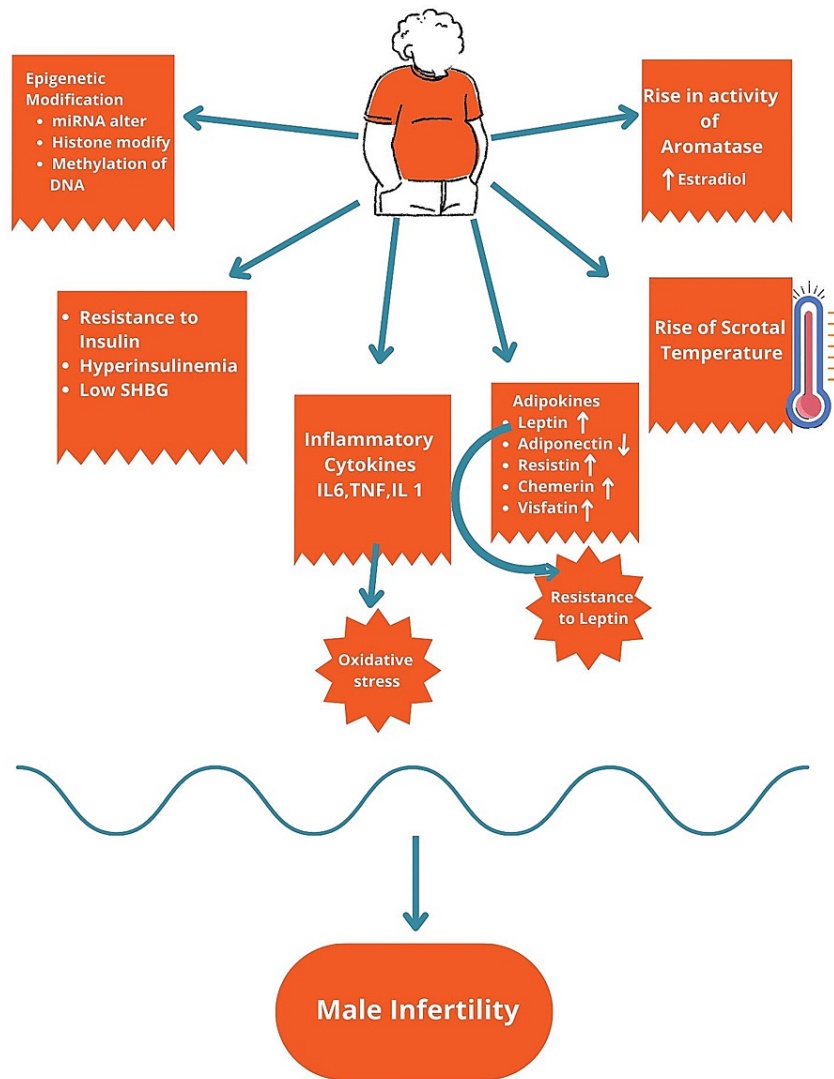 Epigenetic
Modification
• miRNA alter
• Histone modify
• Methylation of
DNA
Rise in activity
of
Aromatase
↑ Estradiol
• Resistance to
Insulin
• Hyperinsulinemia
• Low SHBG
Inflammatory
Cytokines
IL6,TNF,IL 1
Adipokines
• Leptin ↑
• Adiponectin ↓
• Resistin ↑
• Chemerin ↑
• Visfatin ↑
Rise of Scrotal
Temperature
Oxidative
stress
Resistance
to Leptin
Male Infertility